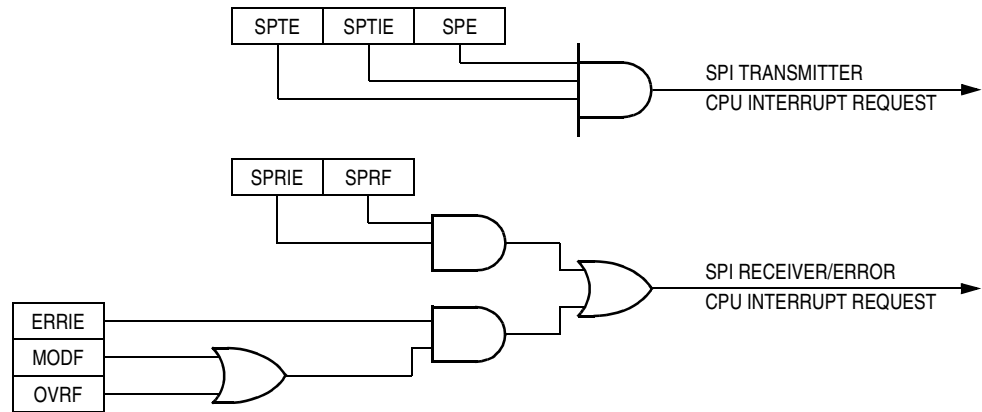 SPTE SPTIE SPE
SPI TRANSMITTER
CPU INTERRUPT REQUEST
SPRIE SPRF
SPI RECEIVER/ERROR
CPU INTERRUPT REQUEST
ERRIE
MODF
OVRF